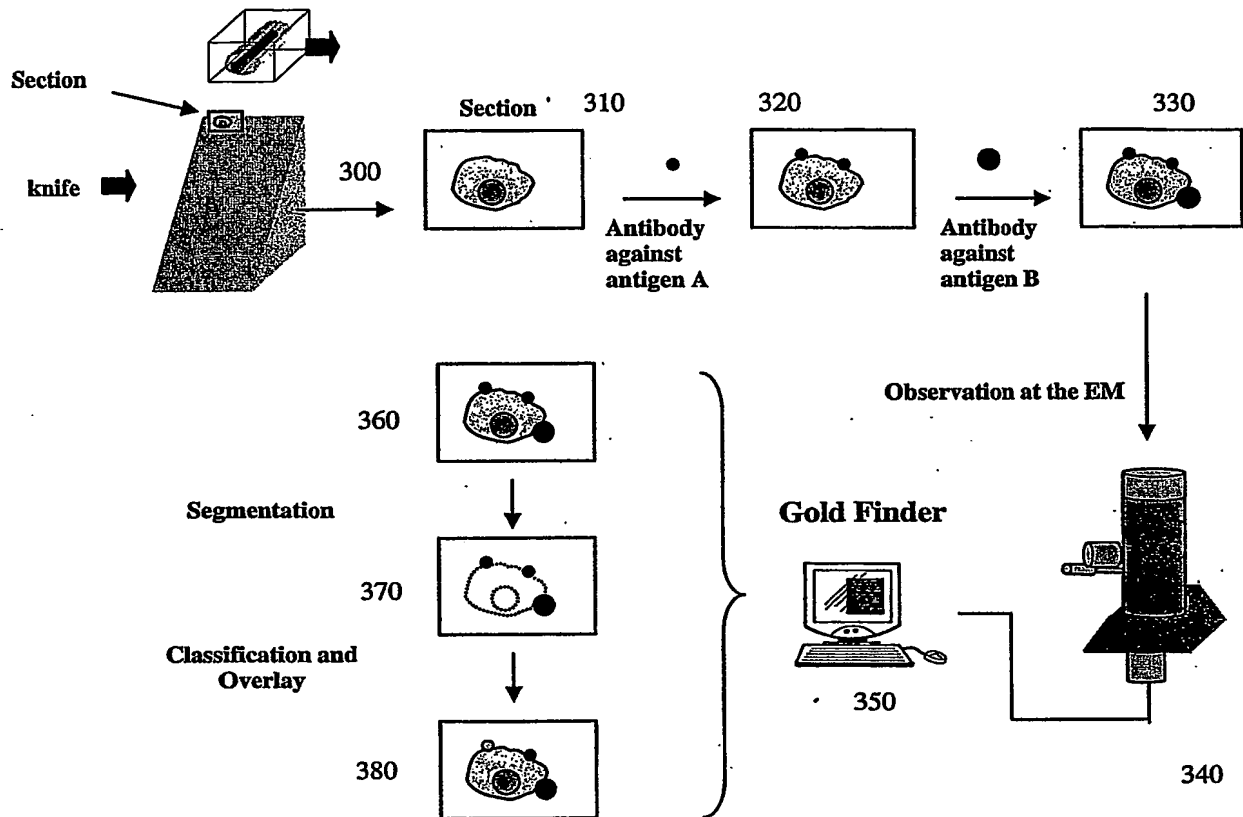 Section
knife
300
Section
310
Antibody
against
antigen A
320
Antibody
against
antigen B
330
Observation at the EM
340
Gold Finder
350
360
Segmentation
370
Classification and
Overlay
380